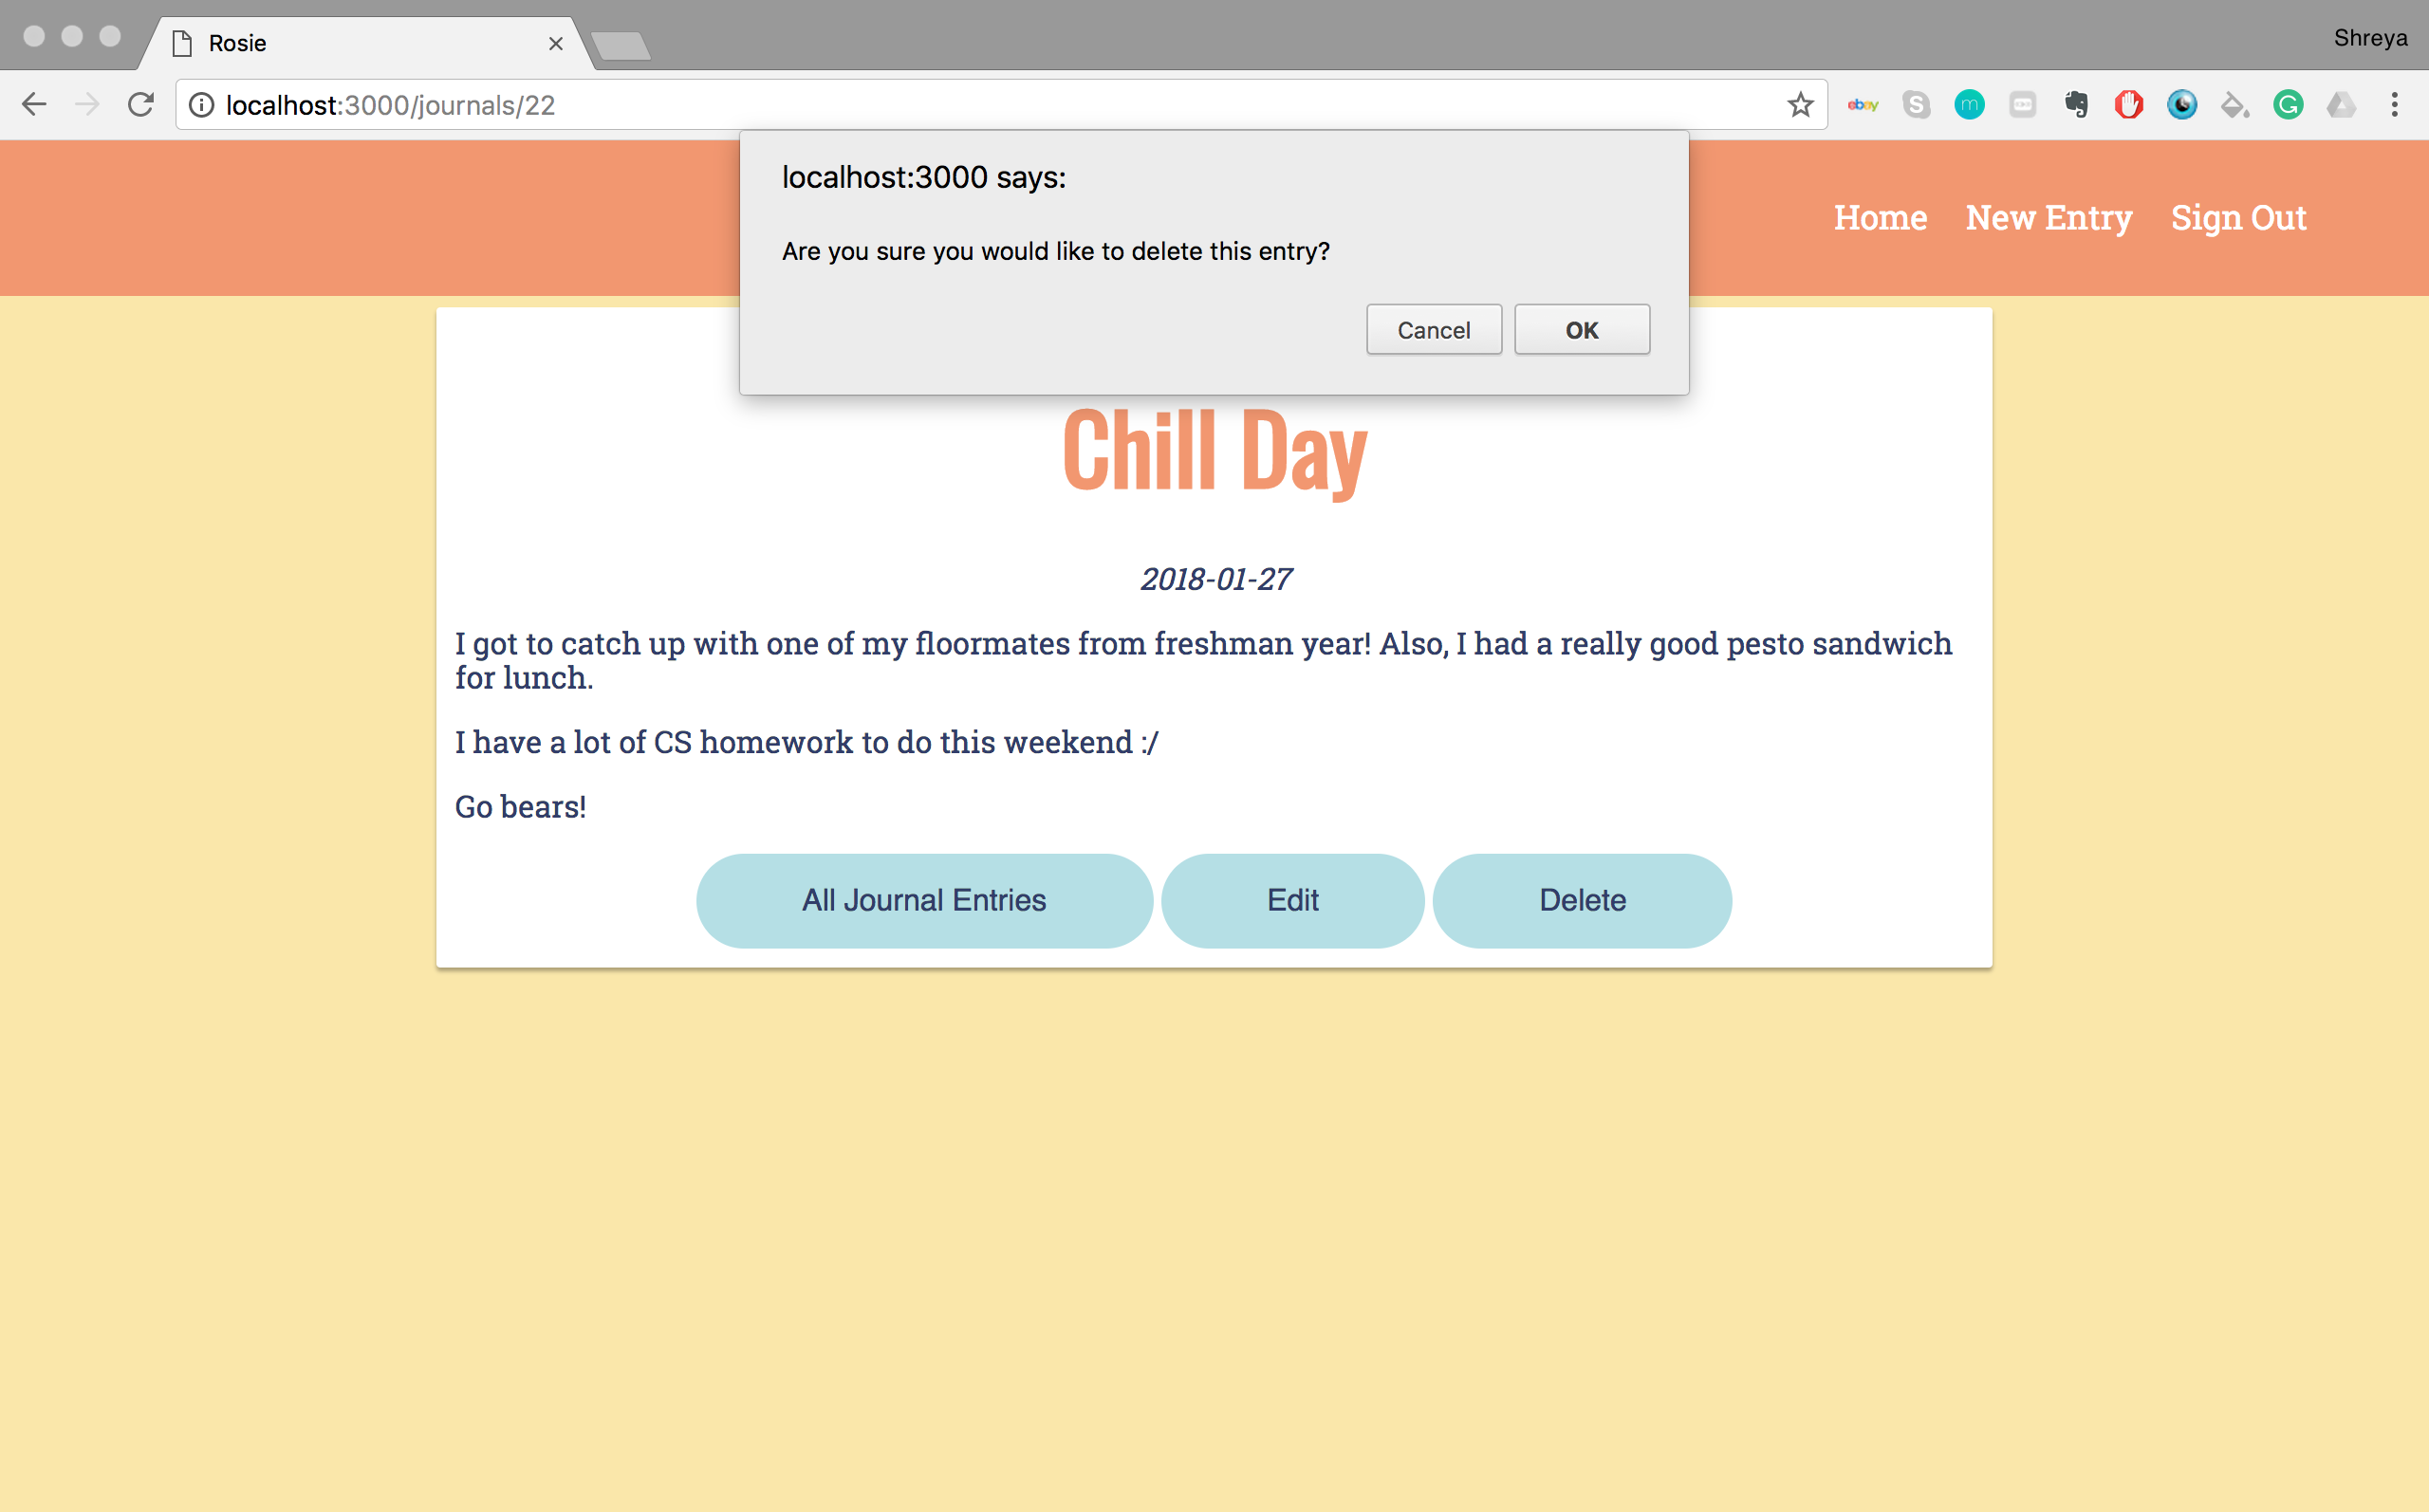 Rosie
Shreya
localhost:3000/journals/22
ebay
S
m
G
localhost:3000 says:
Are you sure you would like to delete this entry?
Cancel
OK
Home
New Entry
Sign Out
Chill Day
2018-01-27
I got to catch up with one of my floormates from freshman year! Also, I had a really good pesto sandwich
for lunch.
I have a lot of CS homework to do this weekend :/
Go bears!
All Journal Entries
Edit
Delete